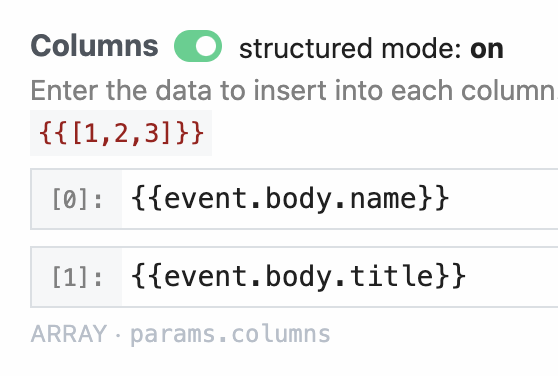 Columns structured mode: on
Enter the data to insert into each column
{{[1,2,3]}}
[0]: {{event.body.name}}
[1]: {{event.body.title}}
ARRAY · params.columns